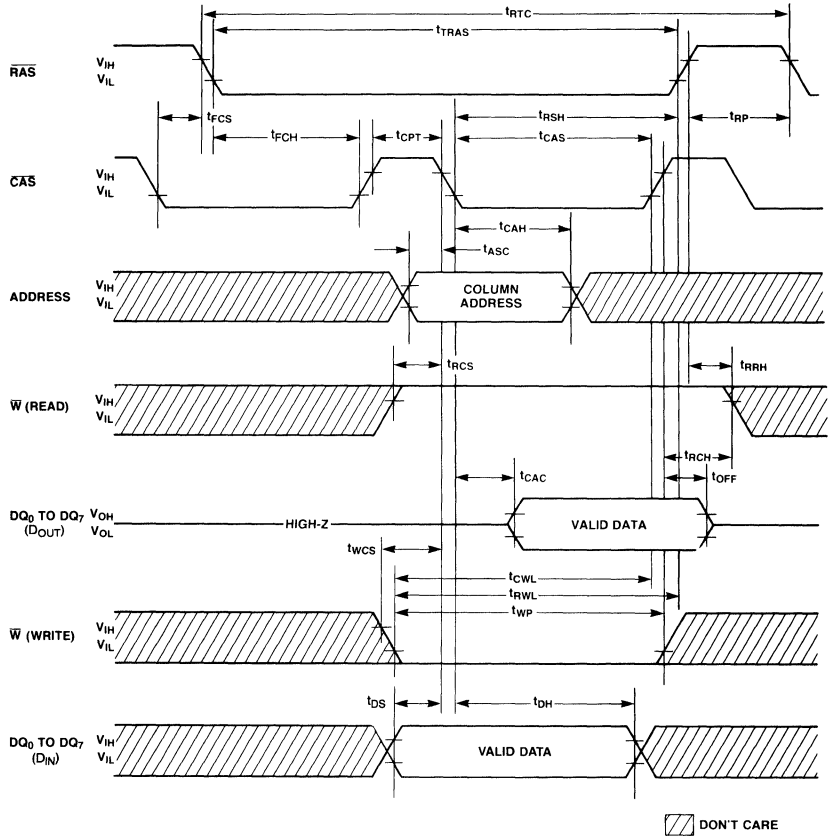 tRTC
tTRAS
RAS VIH
VIL
tFCS tFCH tCPT tRSH tRP
tCAS
CAS VIH
VIL
tCAH
tASC
ADDRESS VIH
VIL
COLUMN
ADDRESS
tRCS tRRH
W (READ) VIH
VIL
tRCH
tCAC tOFF
DQ0 TO DQ7 VOH
(DOUT) VOL
HIGH-Z VALID DATA
tWCS
tCWL
tRWL
tWP
W (WRITE) VIH
VIL
tDS tDH
DQ0 TO DQ7 VIH
(DIN) VIL
VALID DATA
DON'T CARE